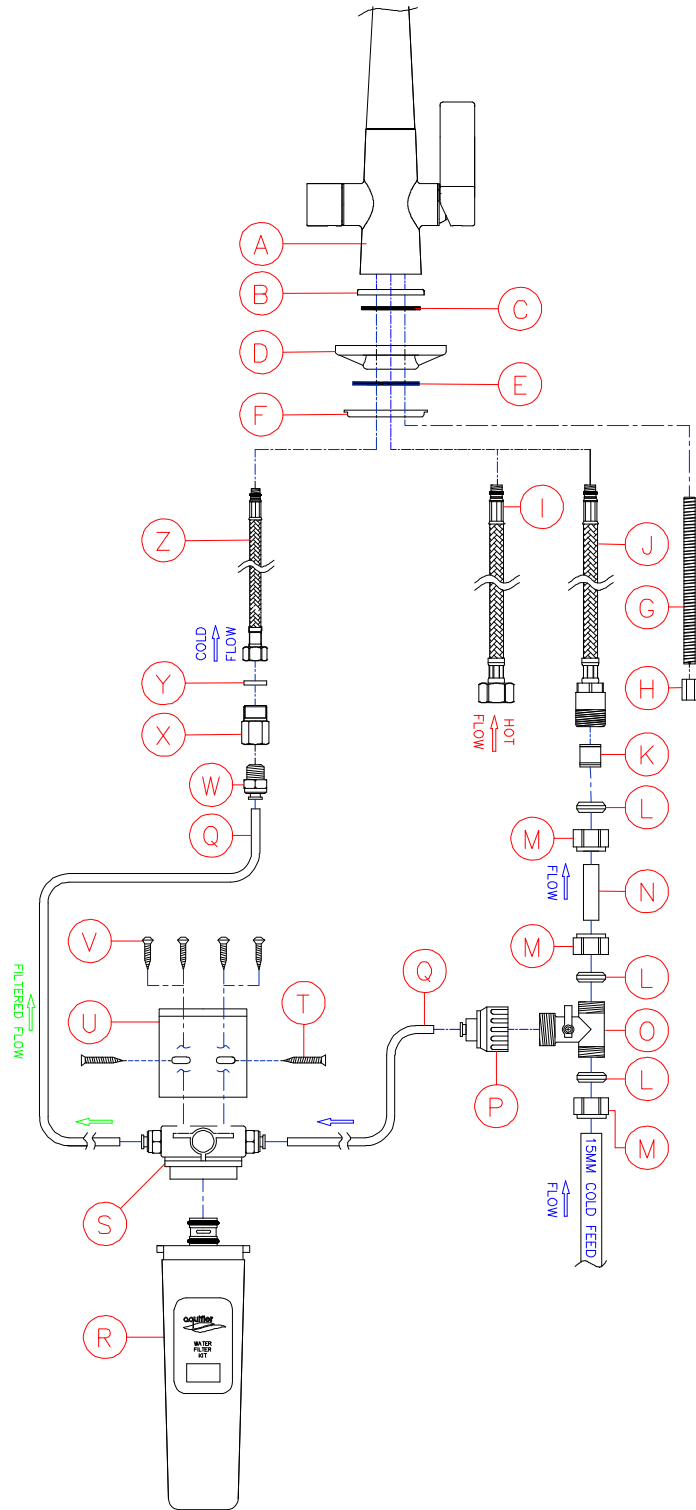 A
B
C
D
E
F
I
Z
J
G
COLD
FLOW
H
Y
HOT
FLOW
X
K
W
L
Q
M
FLOW
N
V
M
Q
L
FILTERED FLOW
T
U
O
P
L
M
S
15MM COLD FEED
FLOW
aquifier
WATER
FILTER
KIT
R